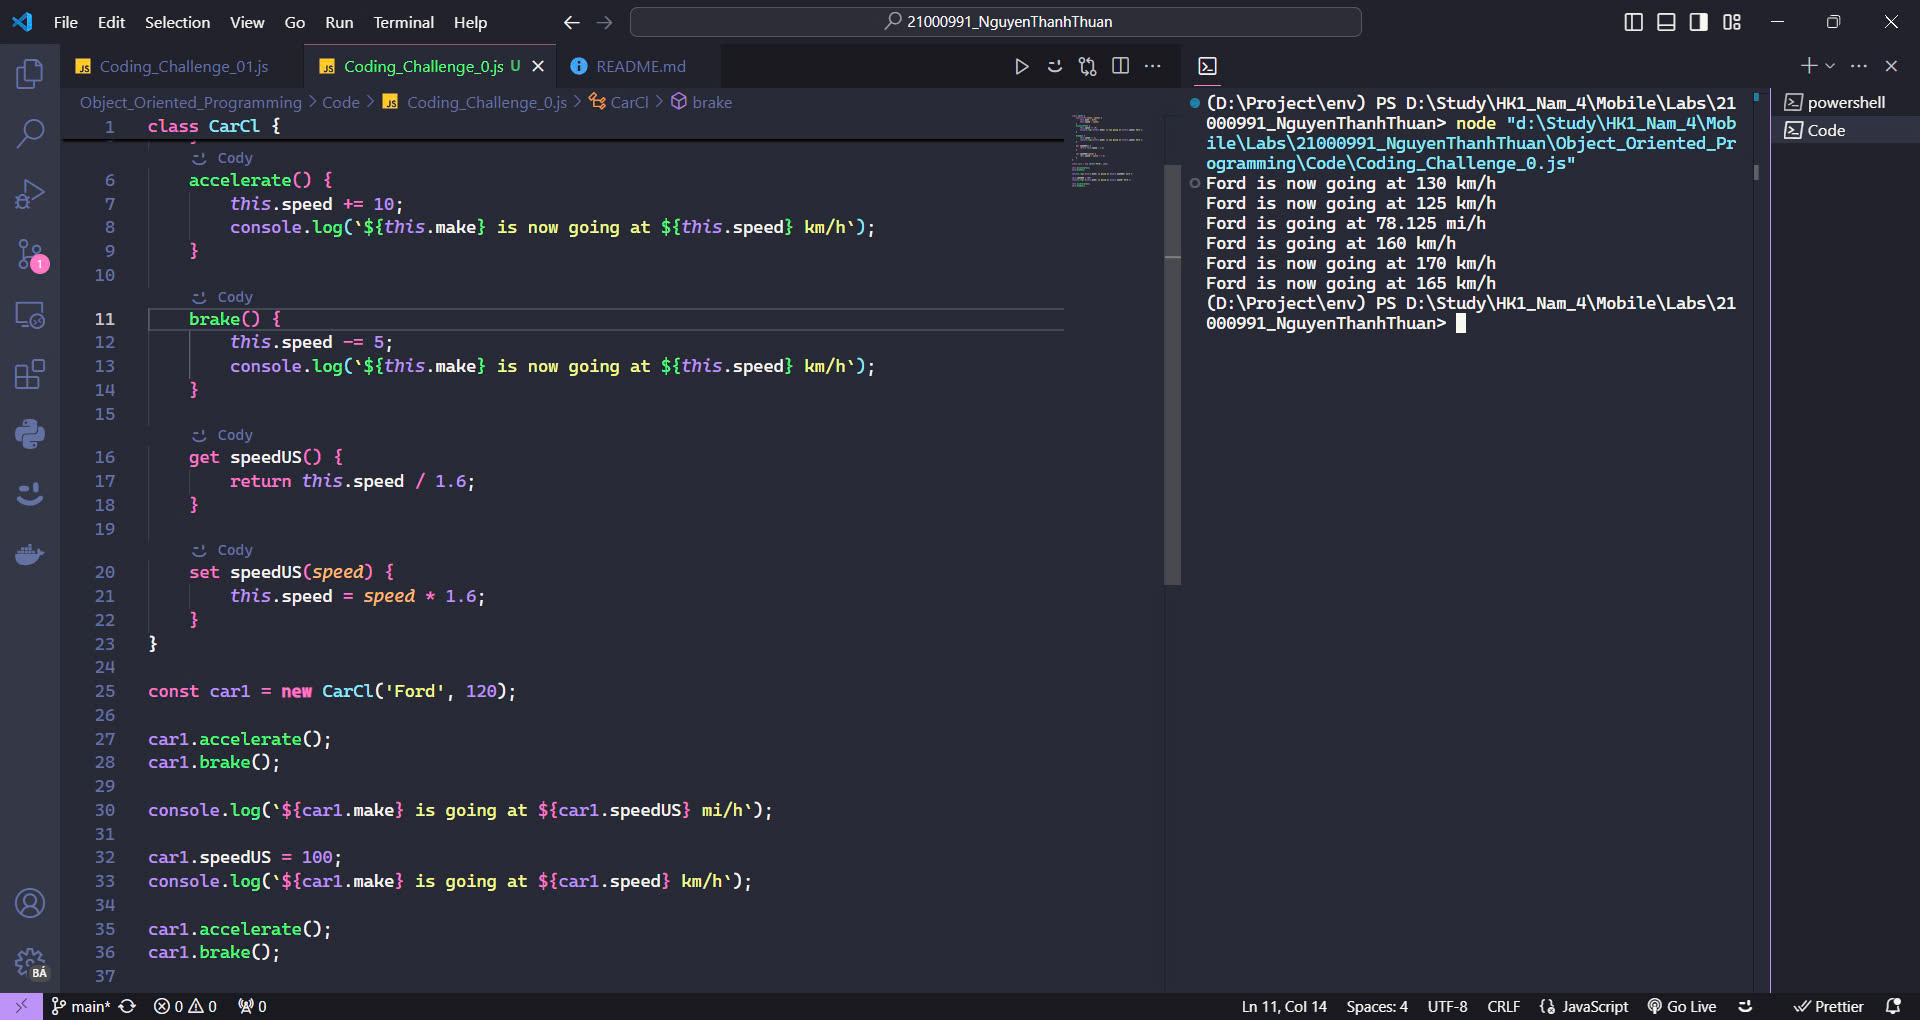 File Edit Selection View Go Run Terminal Help
21000991_NguyenThanhThuan
Coding_Challenge_01.js
Coding_Challenge_0.js U
README.md
Object_Oriented_Programming > Code > Coding_Challenge_0.js > CarCl > brake
1 class CarCl {
Cody
6 accelerate() {
7 this.speed += 10;
8 console.log(`${this.make} is now going at ${this.speed} km/h`);
9 }
10
Cody
11 brake() {
12 this.speed -= 5;
13 console.log(`${this.make} is now going at ${this.speed} km/h`);
14 }
15
Cody
16 get speedUS() {
17 return this.speed / 1.6;
18 }
19
Cody
20 set speedUS(speed) {
21 this.speed = speed * 1.6;
22 }
23 }
24
25 const car1 = new CarCl('Ford', 120);
26
27 car1.accelerate();
28 car1.brake();
29
30 console.log(`${car1.make} is going at ${car1.speedUS} mi/h`);
31
32 car1.speedUS = 100;
33 console.log(`${car1.make} is going at ${car1.speed} km/h`);
34
35 car1.accelerate();
36 car1.brake();
37
(D:\Project\env) PS D:\Study\HK1_Nam_4\Mobile\Labs\21
000991_NguyenThanhThuan> node "d:\Study\HK1_Nam_4\Mob
ile\Labs\21000991_NguyenThanhThuan\Object_Oriented_Pr
ogramming\Code\Coding_Challenge_0.js"
Ford is now going at 130 km/h
Ford is now going at 125 km/h
Ford is going at 78.125 mi/h
Ford is going at 160 km/h
Ford is now going at 170 km/h
Ford is now going at 165 km/h
(D:\Project\env) PS D:\Study\HK1_Nam_4\Mobile\Labs\21
000991_NguyenThanhThuan>
powershell
Code
1
BÁ
main* 0 0 0
Ln 11, Col 14 Spaces: 4 UTF-8 CRLF {} JavaScript Go Live Prettier